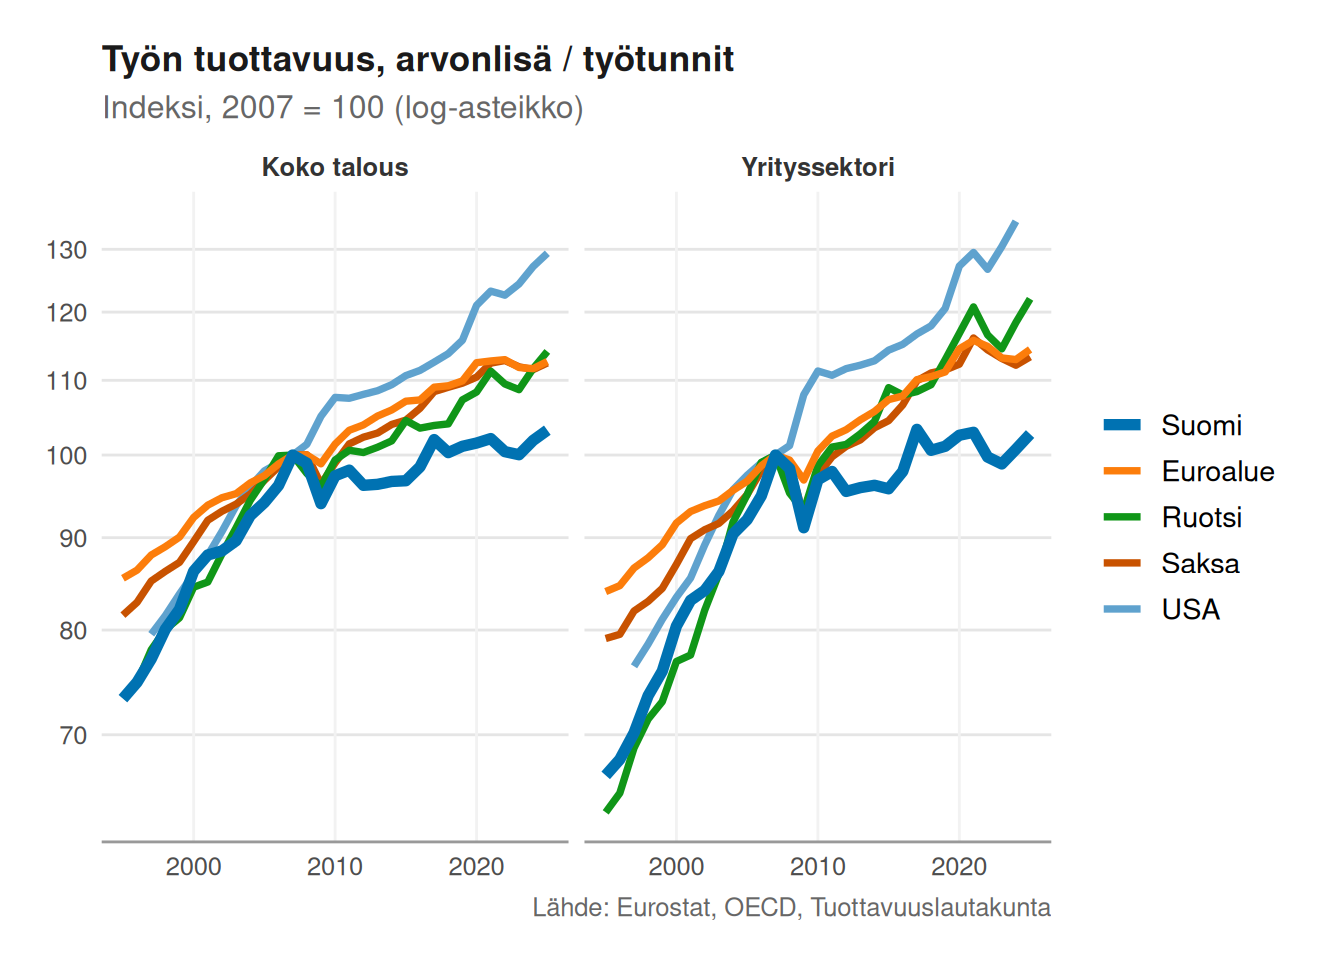 Työn tuottavuus, arvonlisä / työtunnit
Indeksi, 2007 = 100 (log-asteikko)
Koko talous
Yrityssektori
130
120
110
100
90
80
70
2000
2010
2020
2000
2010
2020
Suomi
Euroalue
Ruotsi
Saksa
USA
Lähde: Eurostat, OECD, Tuottavuuslautakunta